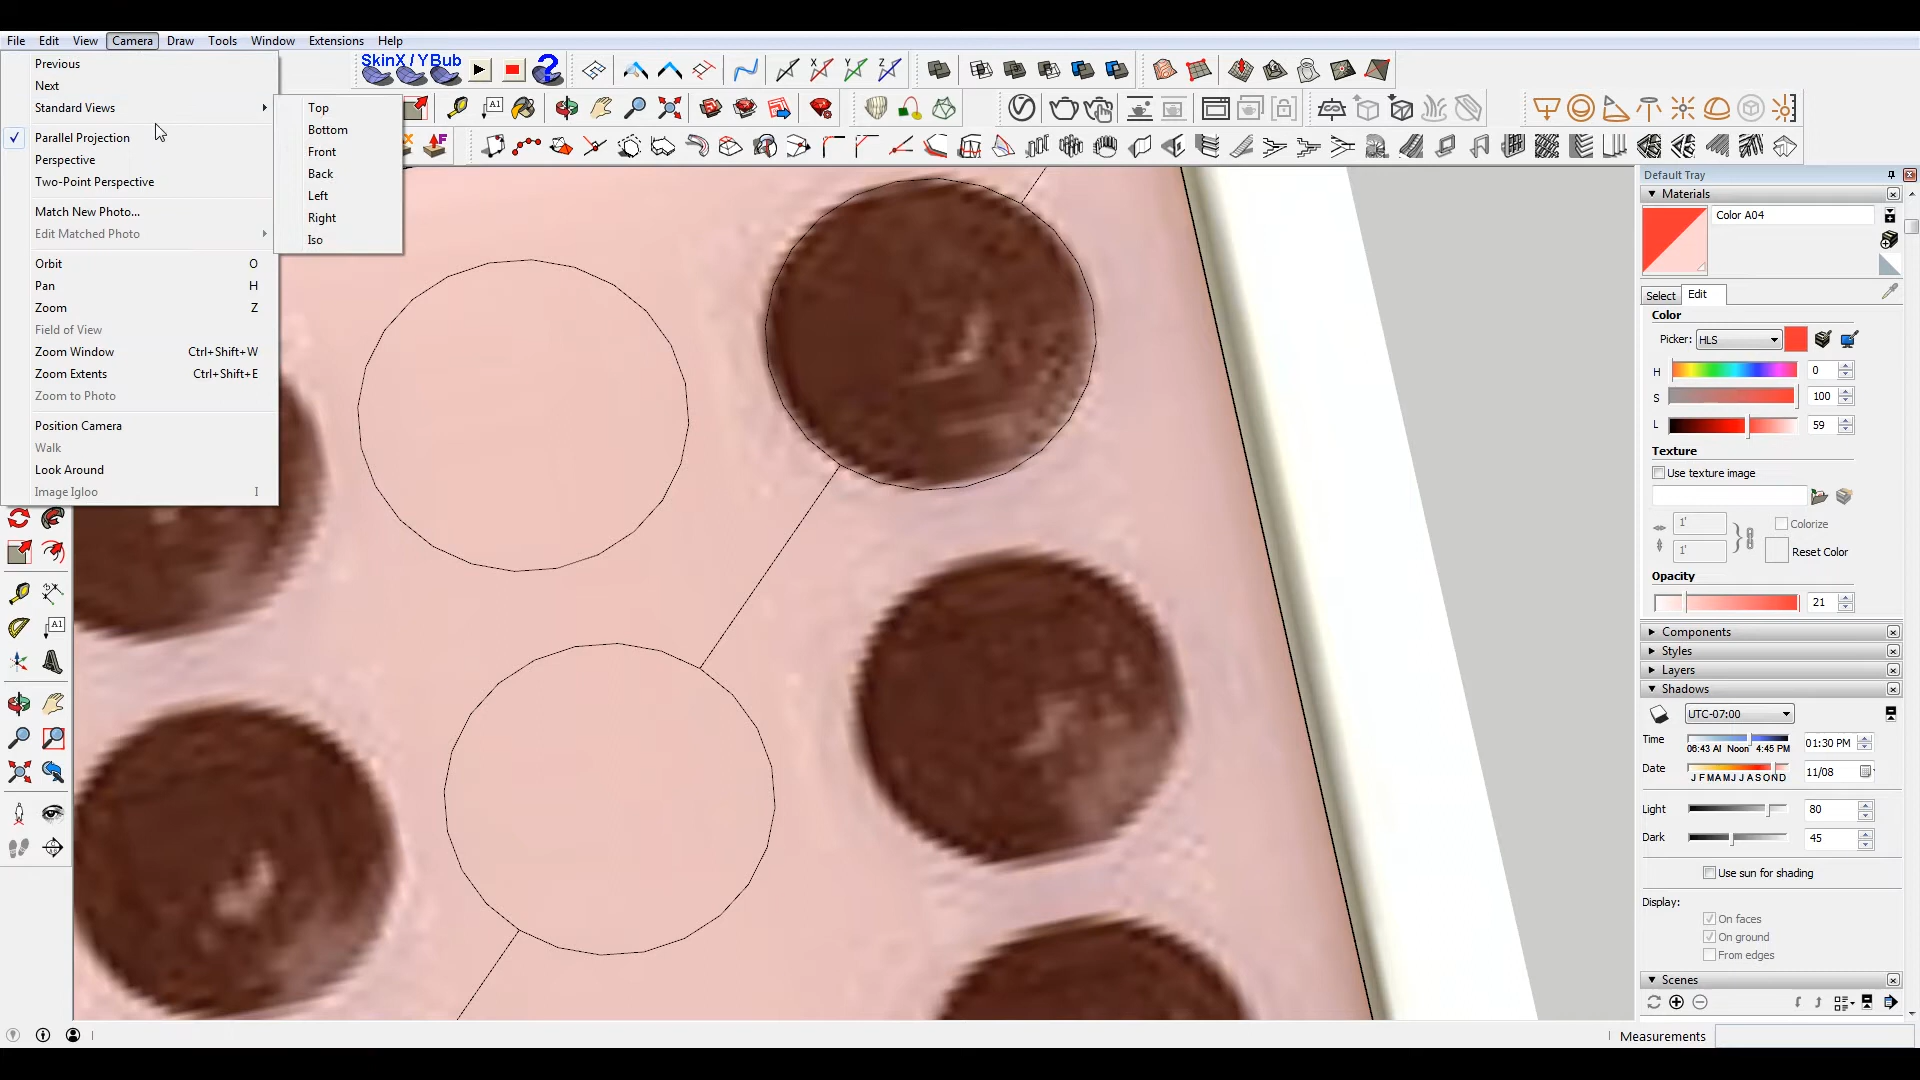 File Edit View Camera Draw Tools Window Extensions Help
SkinX / YBub
?
Previous
Next
Standard Views
Parallel Projection
Perspective
Two-Point Perspective
Match New Photo...
Edit Matched Photo
Orbit O
Pan H
Zoom Z
Field of View
Zoom Window Ctrl+Shift+W
Zoom Extents Ctrl+Shift+E
Zoom to Photo
Position Camera
Walk
Look Around
Image Igloo I
Top
Bottom
Front
Back
Left
Right
Iso
X Y Z
A1
F
A1
Default Tray
Materials
Color A04
Select Edit
Color
Picker: HLS
H 0
S 100
L 59
Texture
Use texture image
1'
Colorize
1'
Reset Color
Opacity
21
Components
Styles
Layers
Shadows
UTC-07:00
Time 01:30 PM
06:43 AI Noon 4:45 PM
Date 11/08
J F M A M J J A S O N D
Light 80
Dark 45
Use sun for shading
Display:
On faces
On ground
From edges
Scenes
Measurements